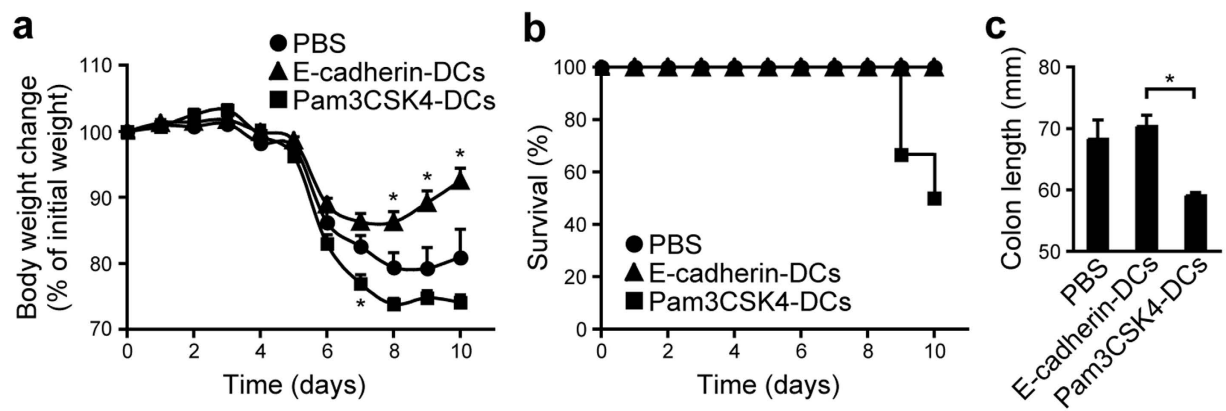 a
PBS
E-cadherin-DCs
Pam3CSK4-DCs
Body weight change
(% of initial weight)
110
100
90
80
70
* * *
*
0 2 4 6 8 10
Time (days)
b
Survival (%)
100
80
60
40
20
0
PBS
E-cadherin-DCs
Pam3CSK4-DCs
0 2 4 6 8 10
Time (days)
c
Colon length (mm)
80
70
60
50
*
PBS
E-cadherin-DCs
Pam3CSK4-DCs